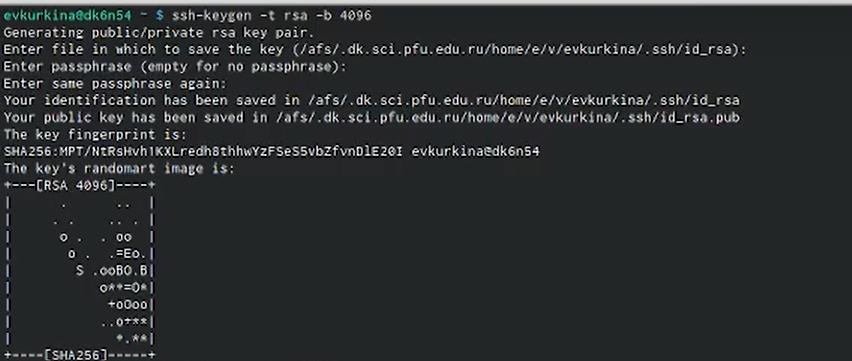 evkurkina@dk6n54 ~ $ ssh-keygen -t rsa -b 4096
Generating public/private rsa key pair.
Enter file in which to save the key (/afs/.dk.sci.pfu.edu.ru/home/e/v/evkurkina/.ssh/id_rsa):
Enter passphrase (empty for no passphrase):
Enter same passphrase again:
Your identification has been saved in /afs/.dk.sci.pfu.edu.ru/home/e/v/evkurkina/.ssh/id_rsa
Your public key has been saved in /afs/.dk.sci.pfu.edu.ru/home/e/v/evkurkina/.ssh/id_rsa.pub
The key fingerprint is:
SHA256:MPT/NtRsHvh1KXLredh8thhwYzFSeS5vbZfvnDlE20I evkurkina@dk6n54
The key's randomart image is:
+---[RSA 4096]----+
|      .      ..  |
|     . .    .. . |
|      o .  . oo  |
|       o .  .=Eo.|
|        S .ooBO.B|
|           o**=O*|
|            +oOoo|
|           ..o+**|
|             *.**|
+----[SHA256]-----+